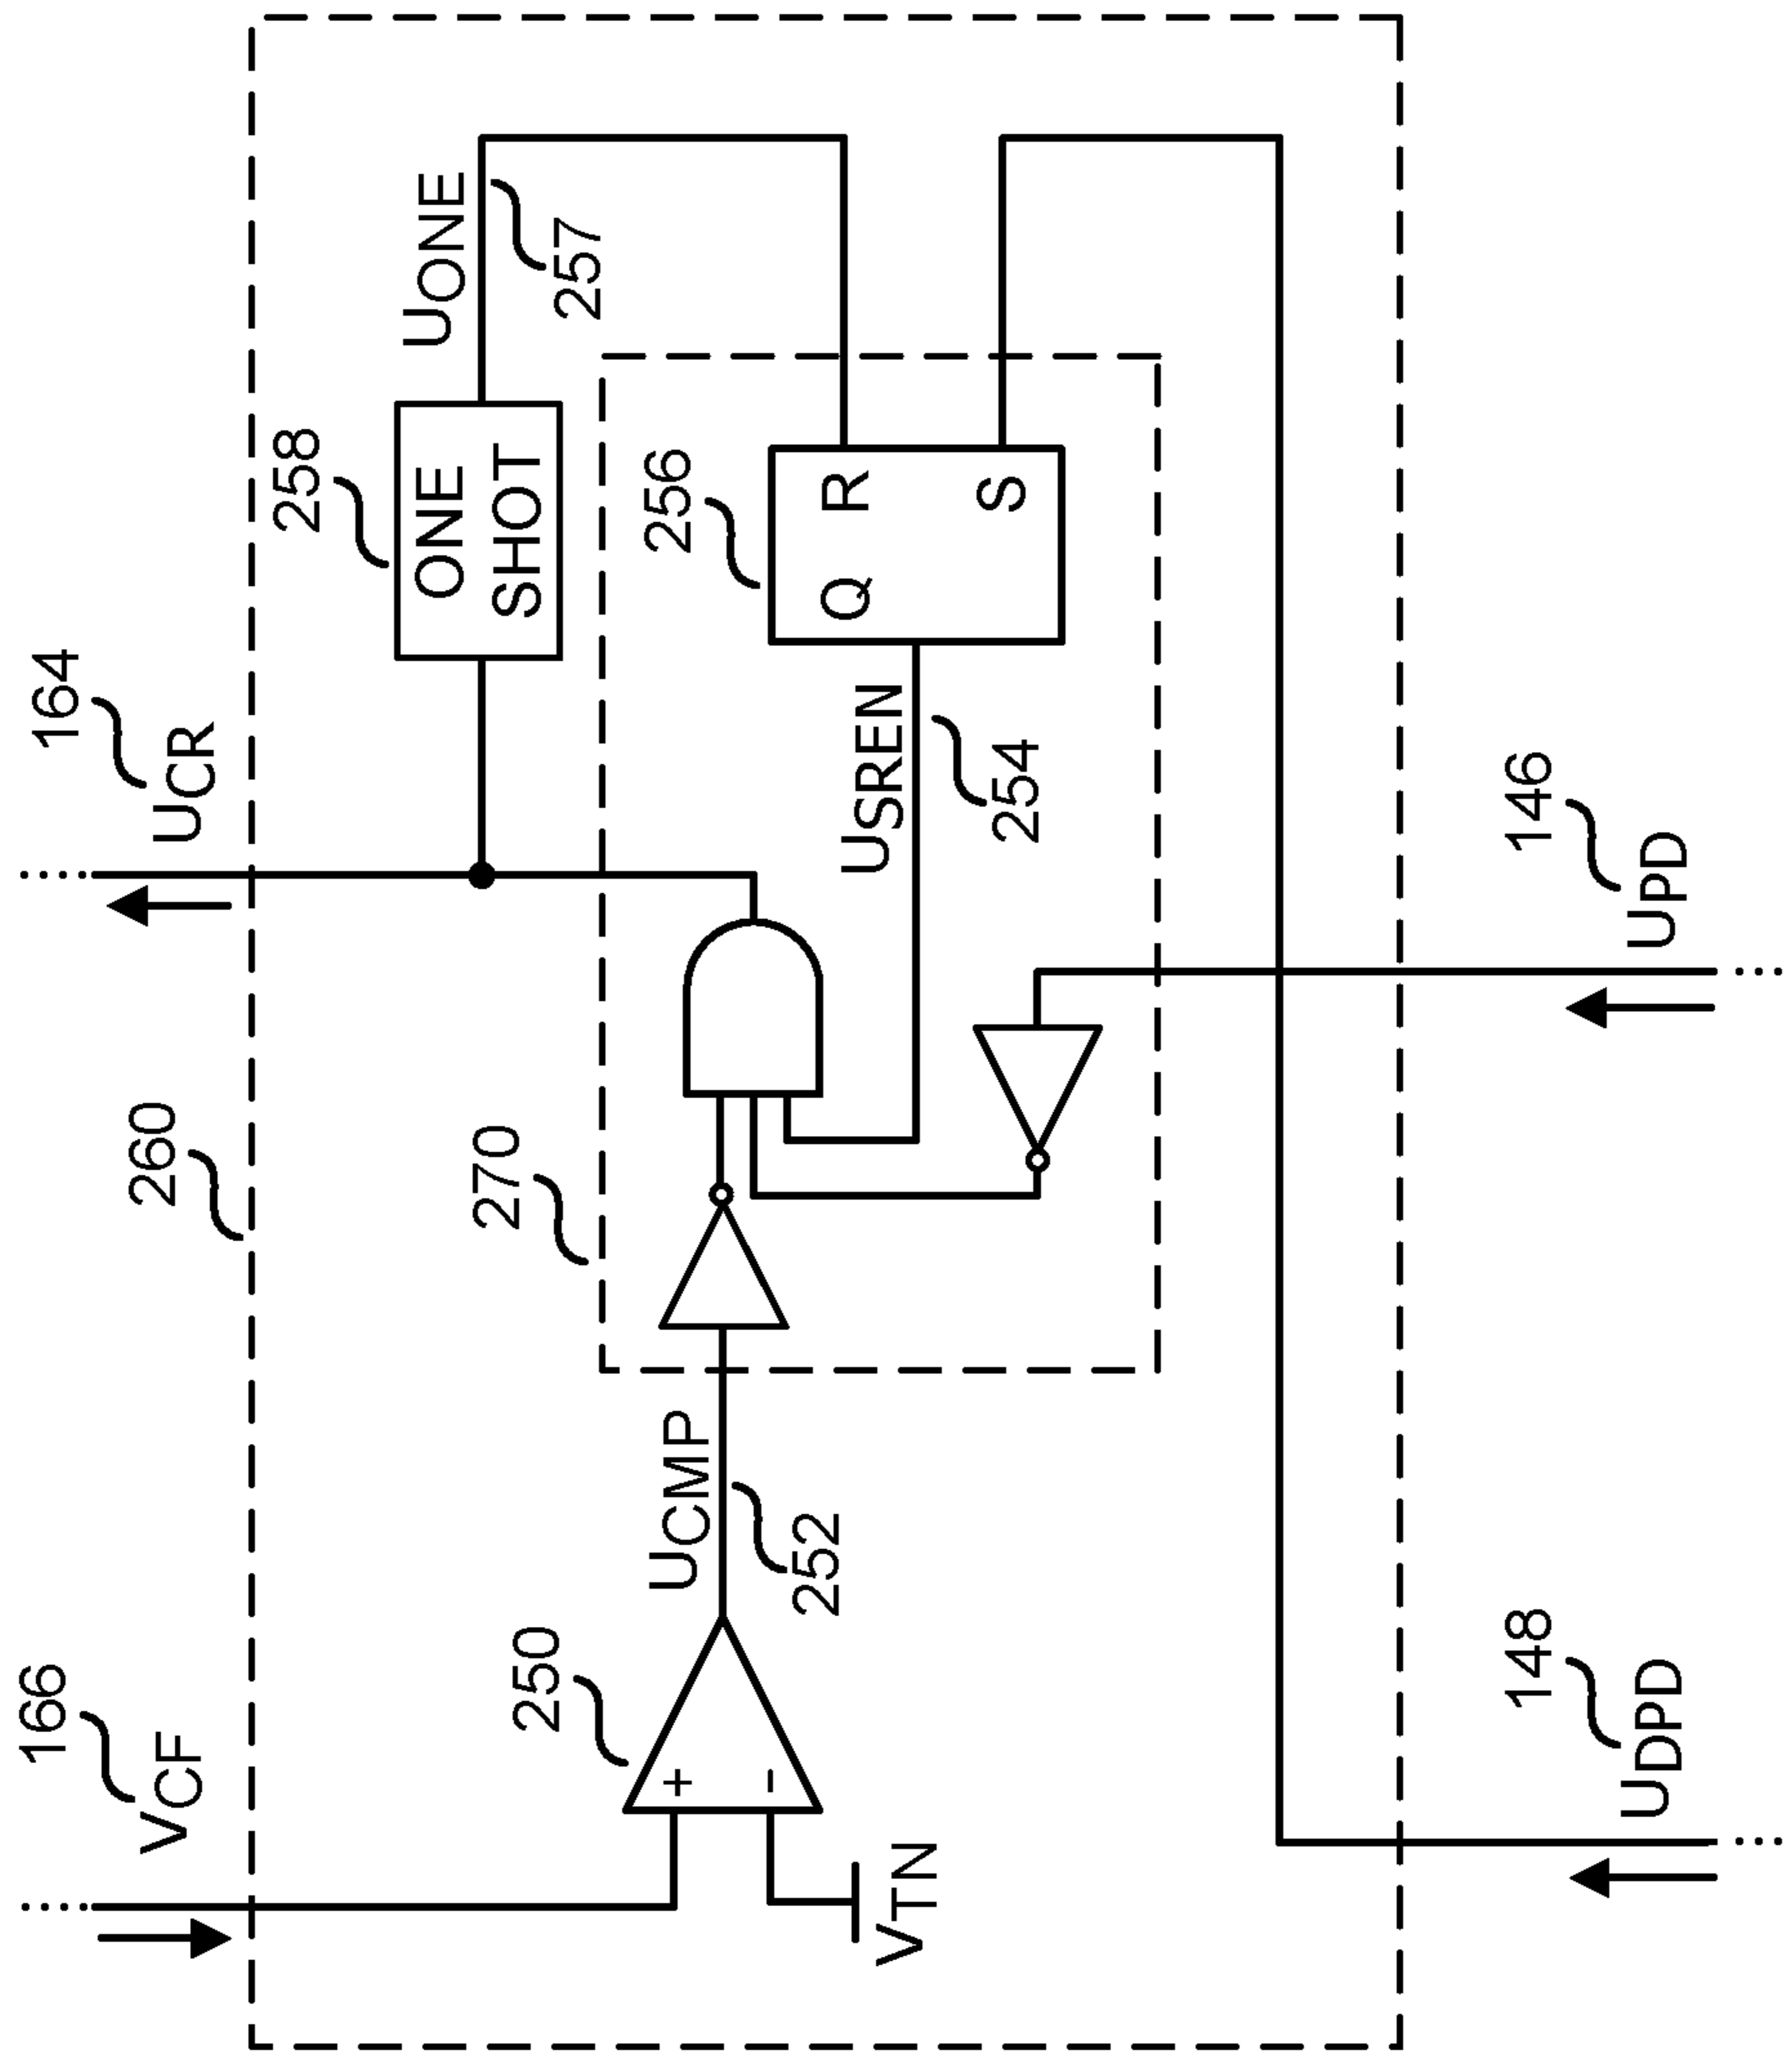 166
VCF
260
164
UCR
258
ONE
SHOT
UONE
257
250
+
-
VTN
UCMP
252
270
256
Q R
S
USREN
254
148
UDPD
146
UPD